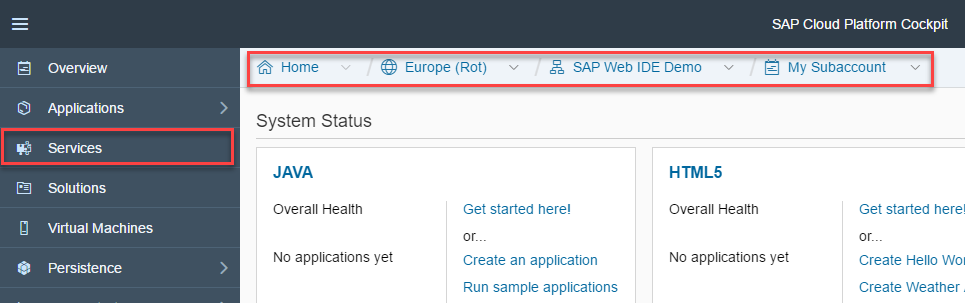 SAP Cloud Platform Cockpit
Overview
Applications
Services
Solutions
Virtual Machines
Persistence
Home / Europe (Rot) / SAP Web IDE Demo / My Subaccount
System Status
JAVA
Overall Health
Get started here!
or...
No applications yet
Create an application
Run sample applications
HTML5
Overall Health
Get started here!
or...
No applications yet
Create Hello Wor
Create Weather